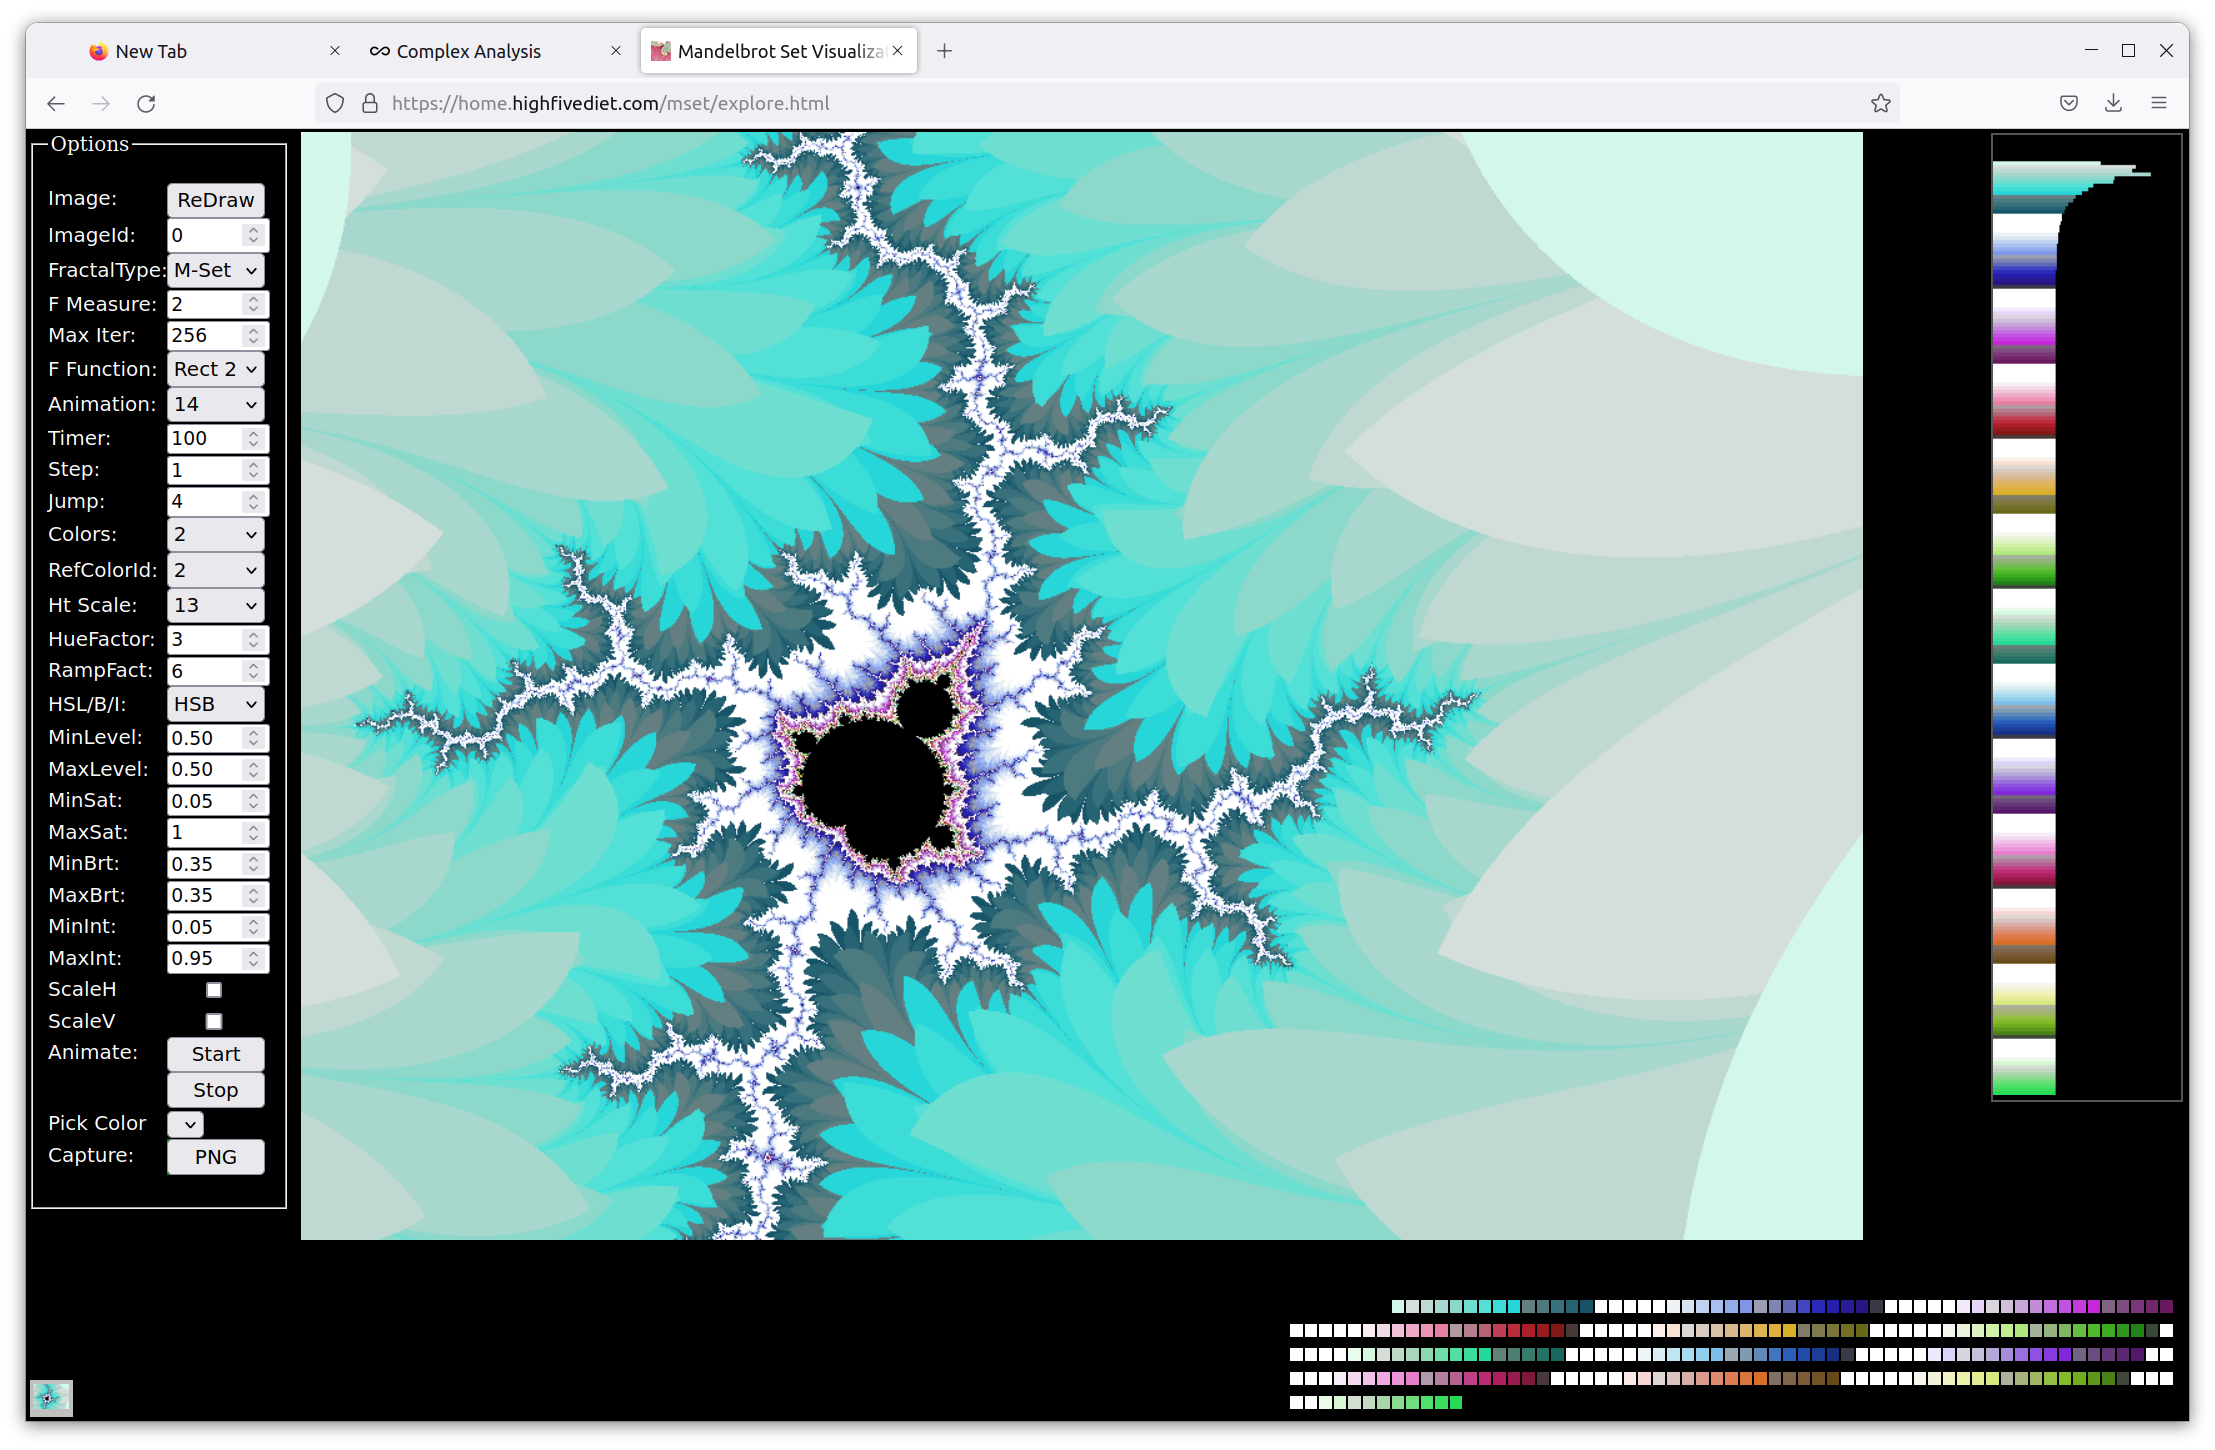 New Tab
Complex Analysis
Mandelbrot Set Visualiza
https://home.highfivediet.com/mset/explore.html
Options
Image: ReDraw
ImageId: 0
FractalType: M-Set
F Measure: 2
Max Iter: 256
F Function: Rect 2
Animation: 14
Timer: 100
Step: 1
Jump: 4
Colors: 2
RefColorId: 2
Ht Scale: 13
HueFactor: 3
RampFact: 6
HSL/B/I: HSB
MinLevel: 0.50
MaxLevel: 0.50
MinSat: 0.05
MaxSat: 1
MinBrt: 0.35
MaxBrt: 0.35
MinInt: 0.05
MaxInt: 0.95
ScaleH
ScaleV
Animate: Start
Stop
Pick Color
Capture: PNG